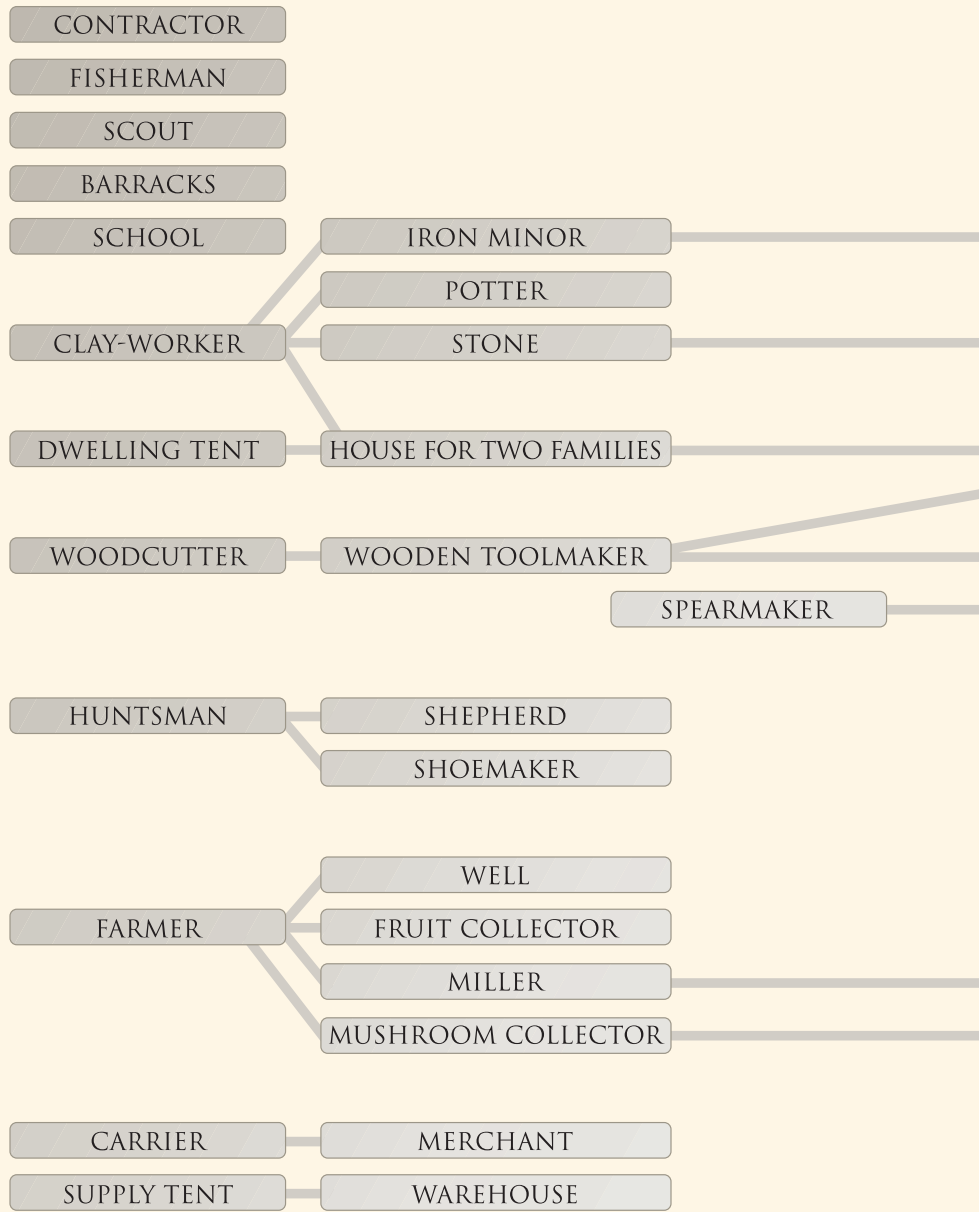 CONTRACTOR
FISHERMAN
SCOUT
BARRACKS
SCHOOL
IRON MINOR
POTTER
CLAY-WORKER
STONE
DWELLING TENT
HOUSE FOR TWO FAMILIES
WOODCUTTER
WOODEN TOOLMAKER
SPEARMAKER
HUNTSMAN
SHEPHERD
SHOEMAKER
WELL
FARMER
FRUIT COLLECTOR
MILLER
MUSHROOM COLLECTOR
CARRIER
MERCHANT
SUPPLY TENT
WAREHOUSE